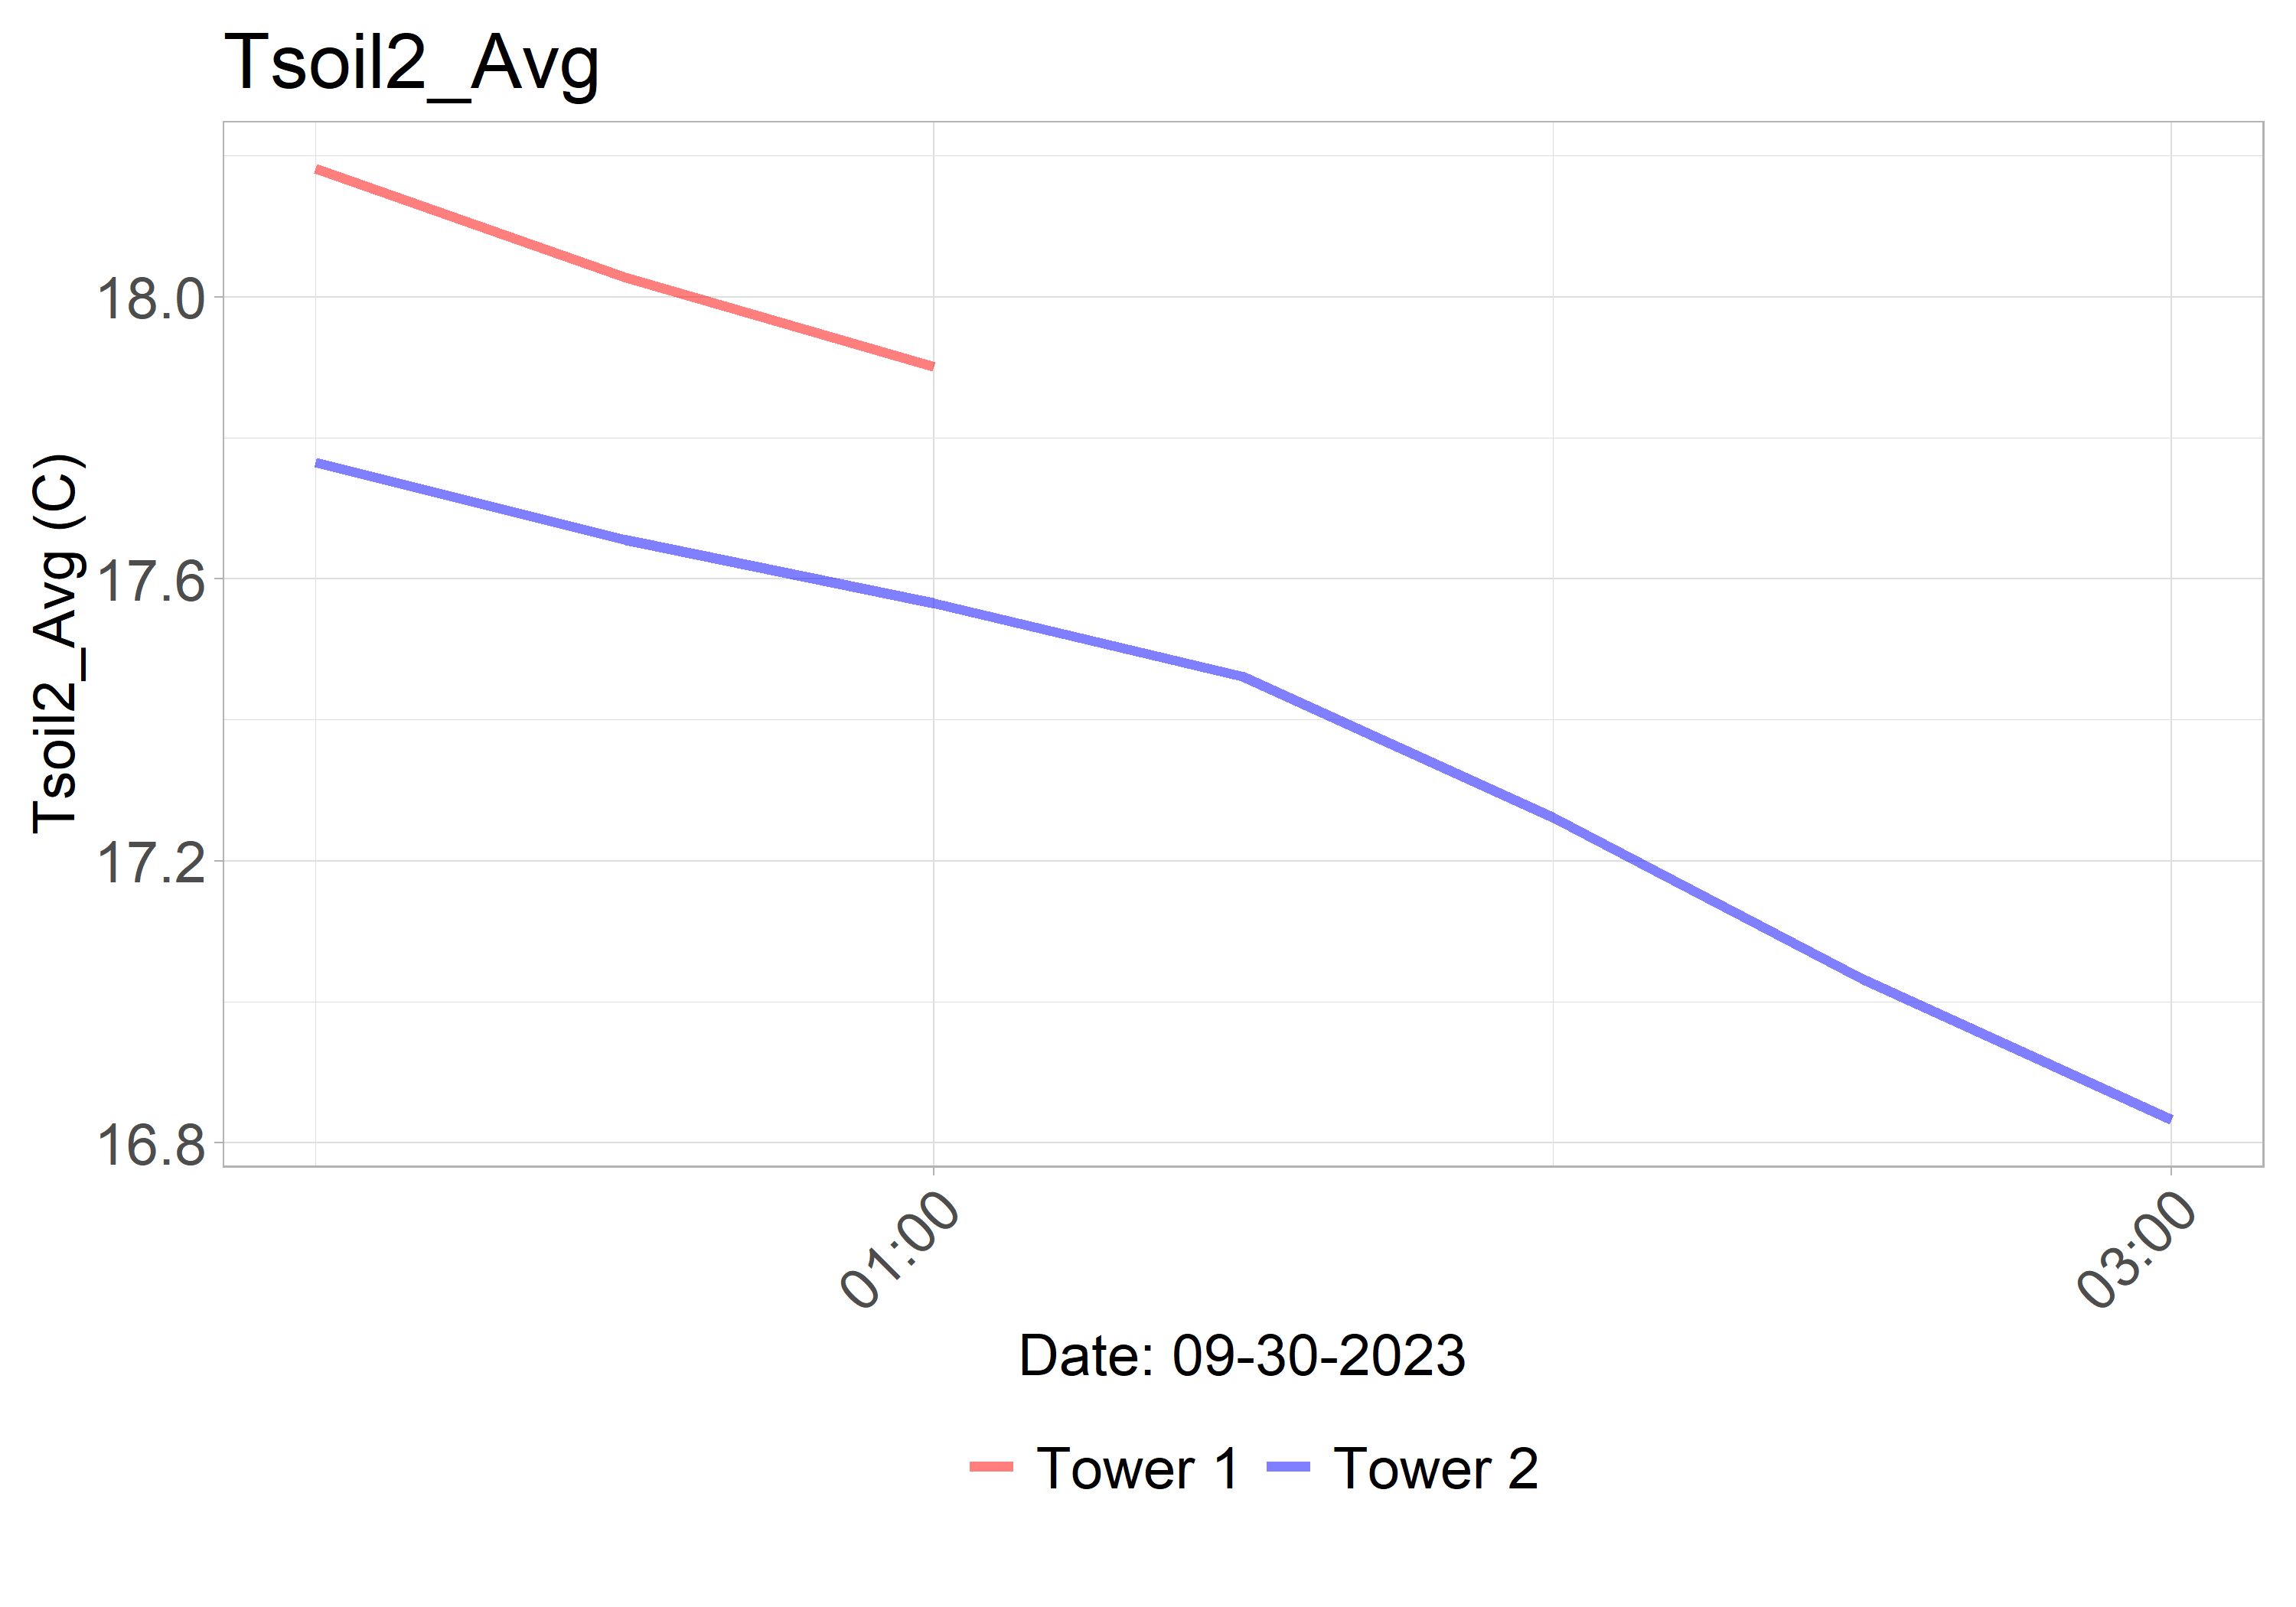 Tsoil2_Avg
Tsoil2_Avg (C)
18.0
17.6
17.2
16.8
01:00
03:00
Date: 09-30-2023
Tower 1
Tower 2